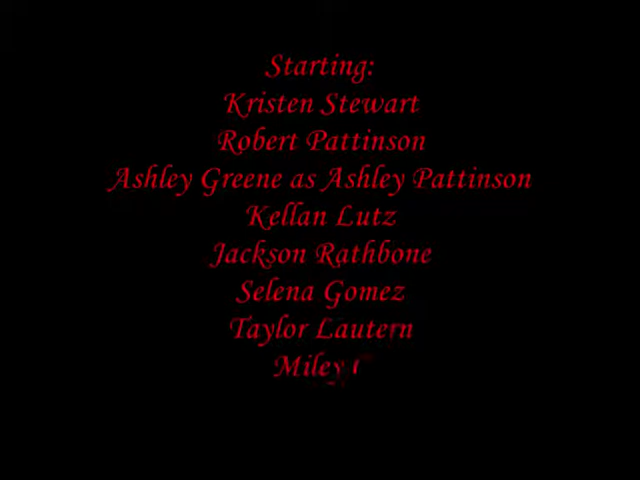 Starting:
Kristen Stewart
Robert Pattinson
Ashley Greene as Ashley Pattinson
Kellan Lutz
Jackson Rathbone
Selena Gomez
Taylor Lautern
Miley